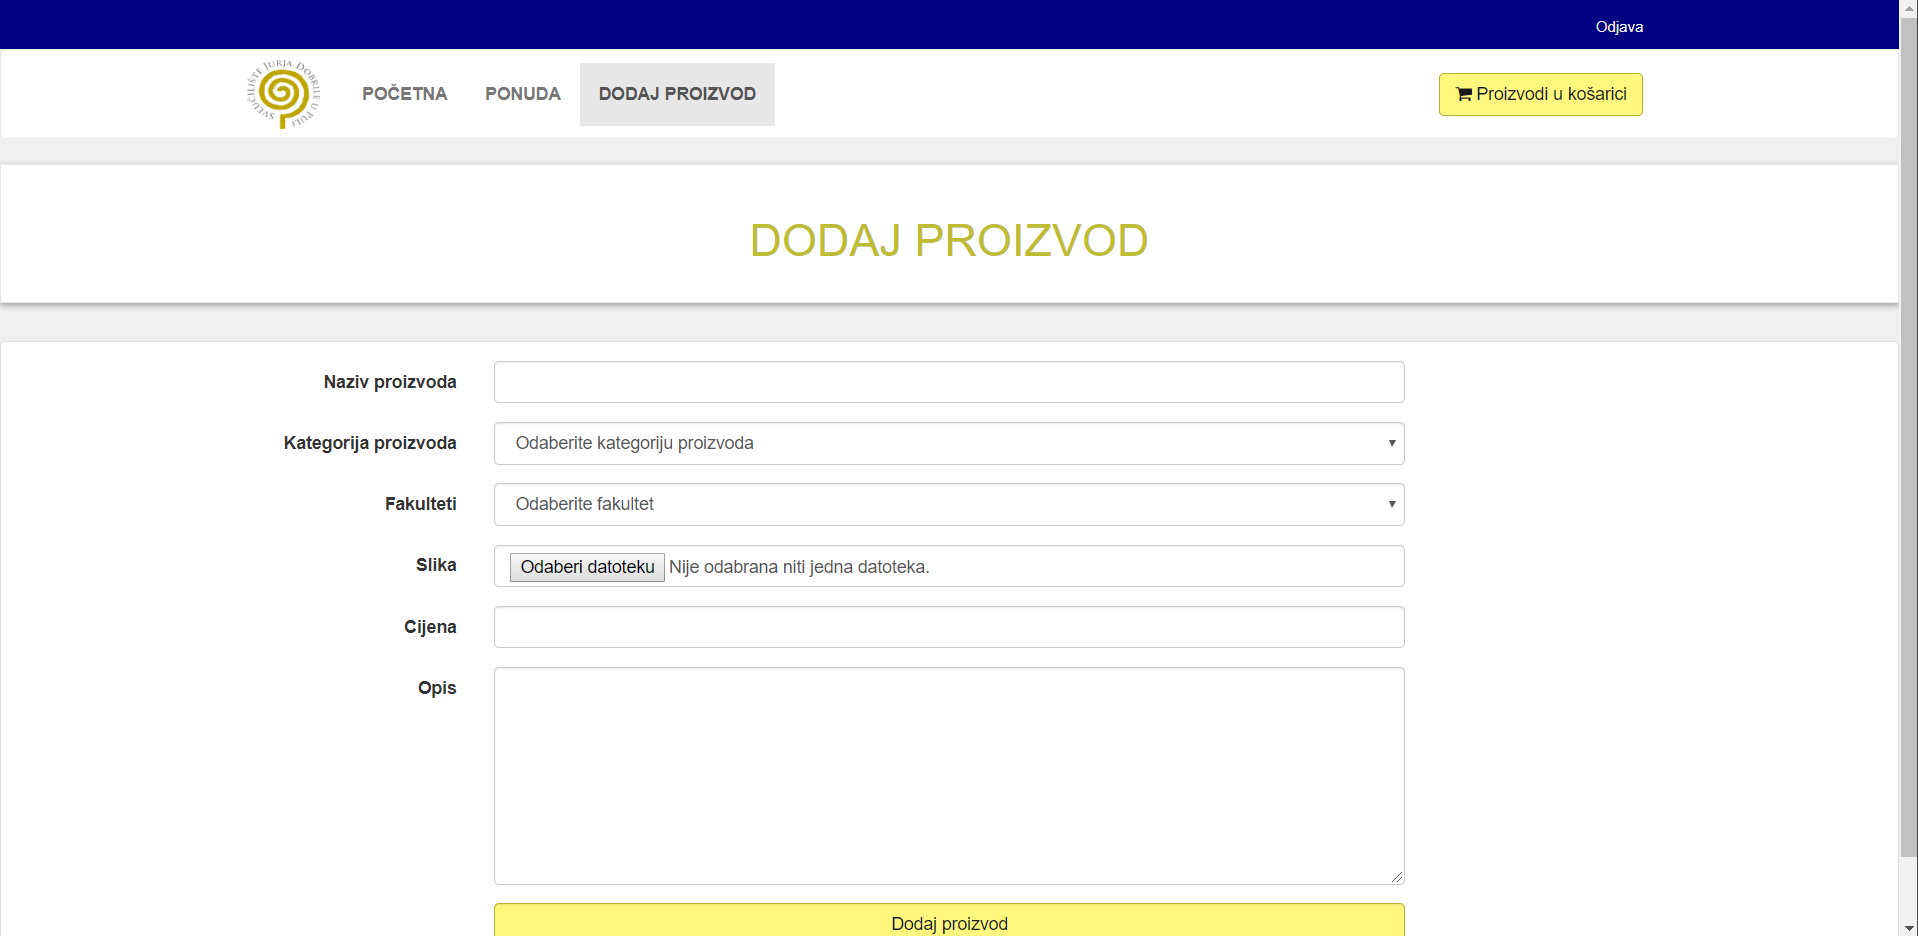 Odjava
SVEUČILIŠTE JURJA DOBRILE U PULI
POČETNA PONUDA DODAJ PROIZVOD Proizvodi u košarici
DODAJ PROIZVOD
Naziv proizvoda
Kategorija proizvoda Odaberite kategoriju proizvoda
Fakulteti Odaberite fakultet
Slika Odaberi datoteku Nije odabrana niti jedna datoteka.
Cijena
Opis
Dodaj proizvod